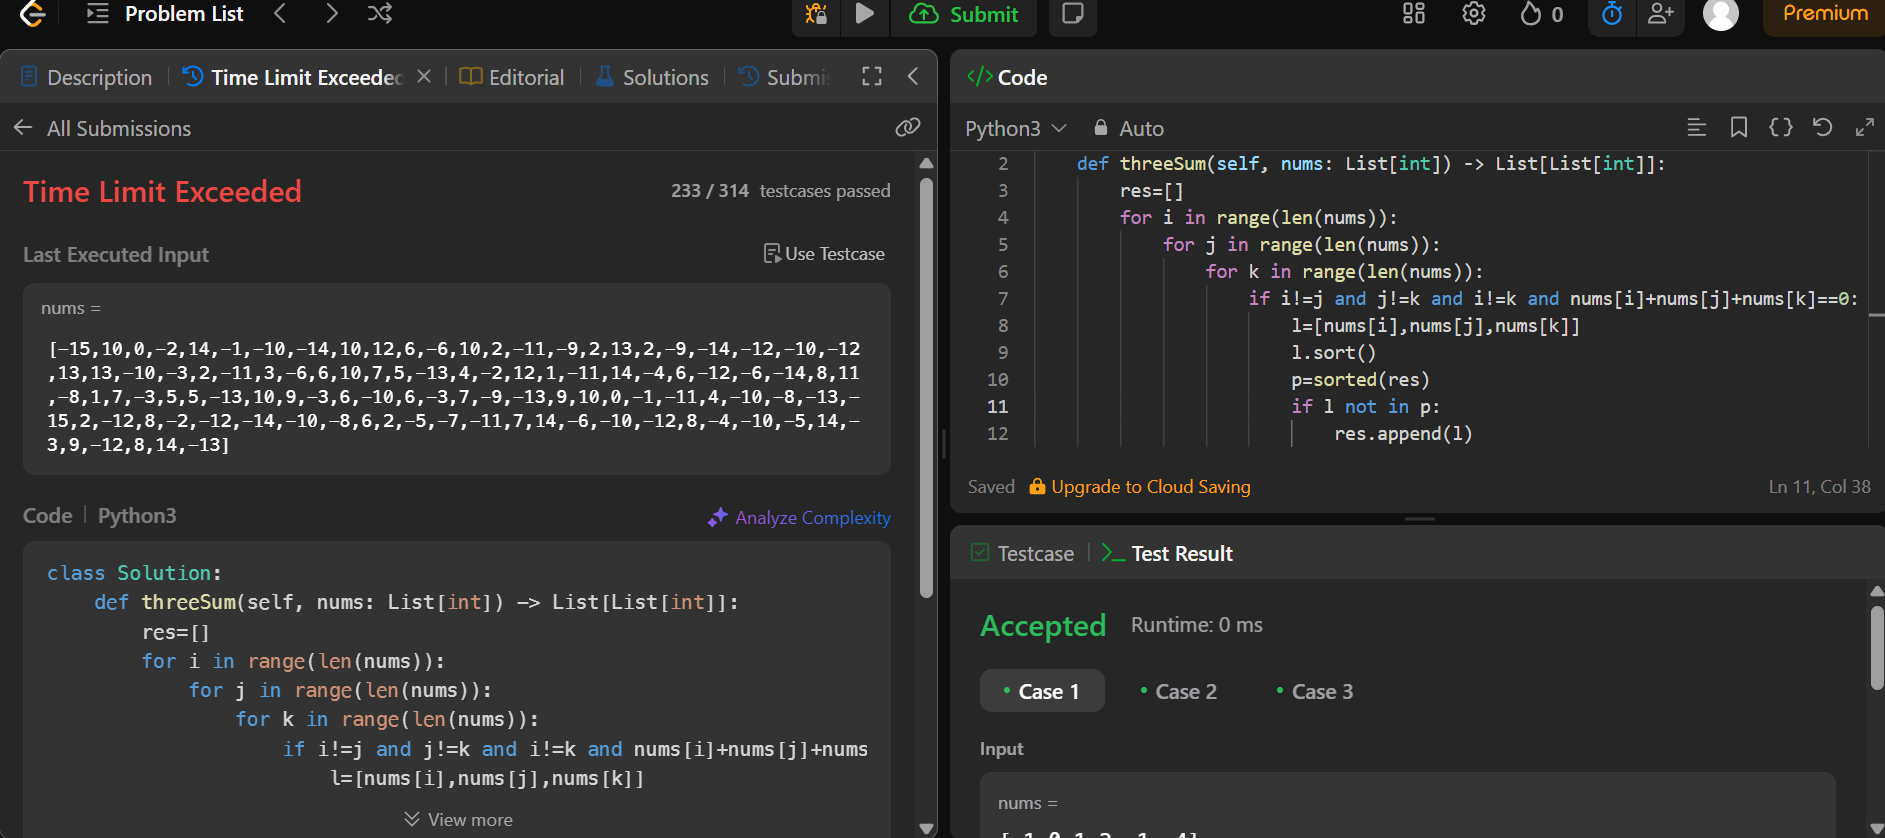 Problem List
Submit
0
Premium
Description
Time Limit Exceeded
Editorial
Solutions
Submis
All Submissions
Time Limit Exceeded
233 / 314 testcases passed
Last Executed Input
Use Testcase
nums =
[-15,10,0,-2,14,-1,-10,-14,10,12,6,-6,10,2,-11,-9,2,13,2,-9,-14,-12,-10,-12
,13,13,-10,-3,2,-11,3,-6,6,10,7,5,-13,4,-2,12,1,-11,14,-4,6,-12,-6,-14,8,11
,-8,1,7,-3,5,5,-13,10,9,-3,6,-10,6,-3,7,-9,-13,9,10,0,-1,-11,4,-10,-8,-13,-
15,2,-12,8,-2,-12,-14,-10,-8,6,2,-5,-7,-11,7,14,-6,-10,-12,8,-4,-10,-5,14,-
3,9,-12,8,14,-13]
Code
Python3
Analyze Complexity
class Solution:
    def threeSum(self, nums: List[int]) -> List[List[int]]:
        res=[]
        for i in range(len(nums)):
            for j in range(len(nums)):
                for k in range(len(nums)):
                    if i!=j and j!=k and i!=k and nums[i]+nums[j]+nums
                        l=[nums[i],nums[j],nums[k]]
View more
</> Code
Python3
Auto
2     def threeSum(self, nums: List[int]) -> List[List[int]]:
3         res=[]
4         for i in range(len(nums)):
5             for j in range(len(nums)):
6                 for k in range(len(nums)):
7                     if i!=j and j!=k and i!=k and nums[i]+nums[j]+nums[k]==0:
8                         l=[nums[i],nums[j],nums[k]]
9                         l.sort()
10                         p=sorted(res)
11                         if l not in p:
12                             res.append(l)
Saved
Upgrade to Cloud Saving
Ln 11, Col 38
Testcase
Test Result
Accepted
Runtime: 0 ms
Case 1
Case 2
Case 3
Input
nums =